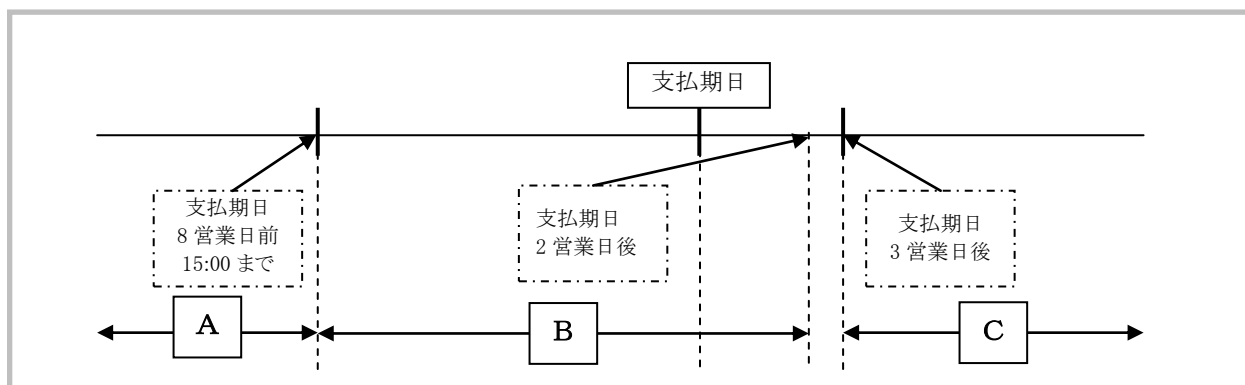 支払期日
支払期日
8 営業日前
15:00 まで
支払期日
2 営業日後
支払期日
3 営業日後
A
B
C